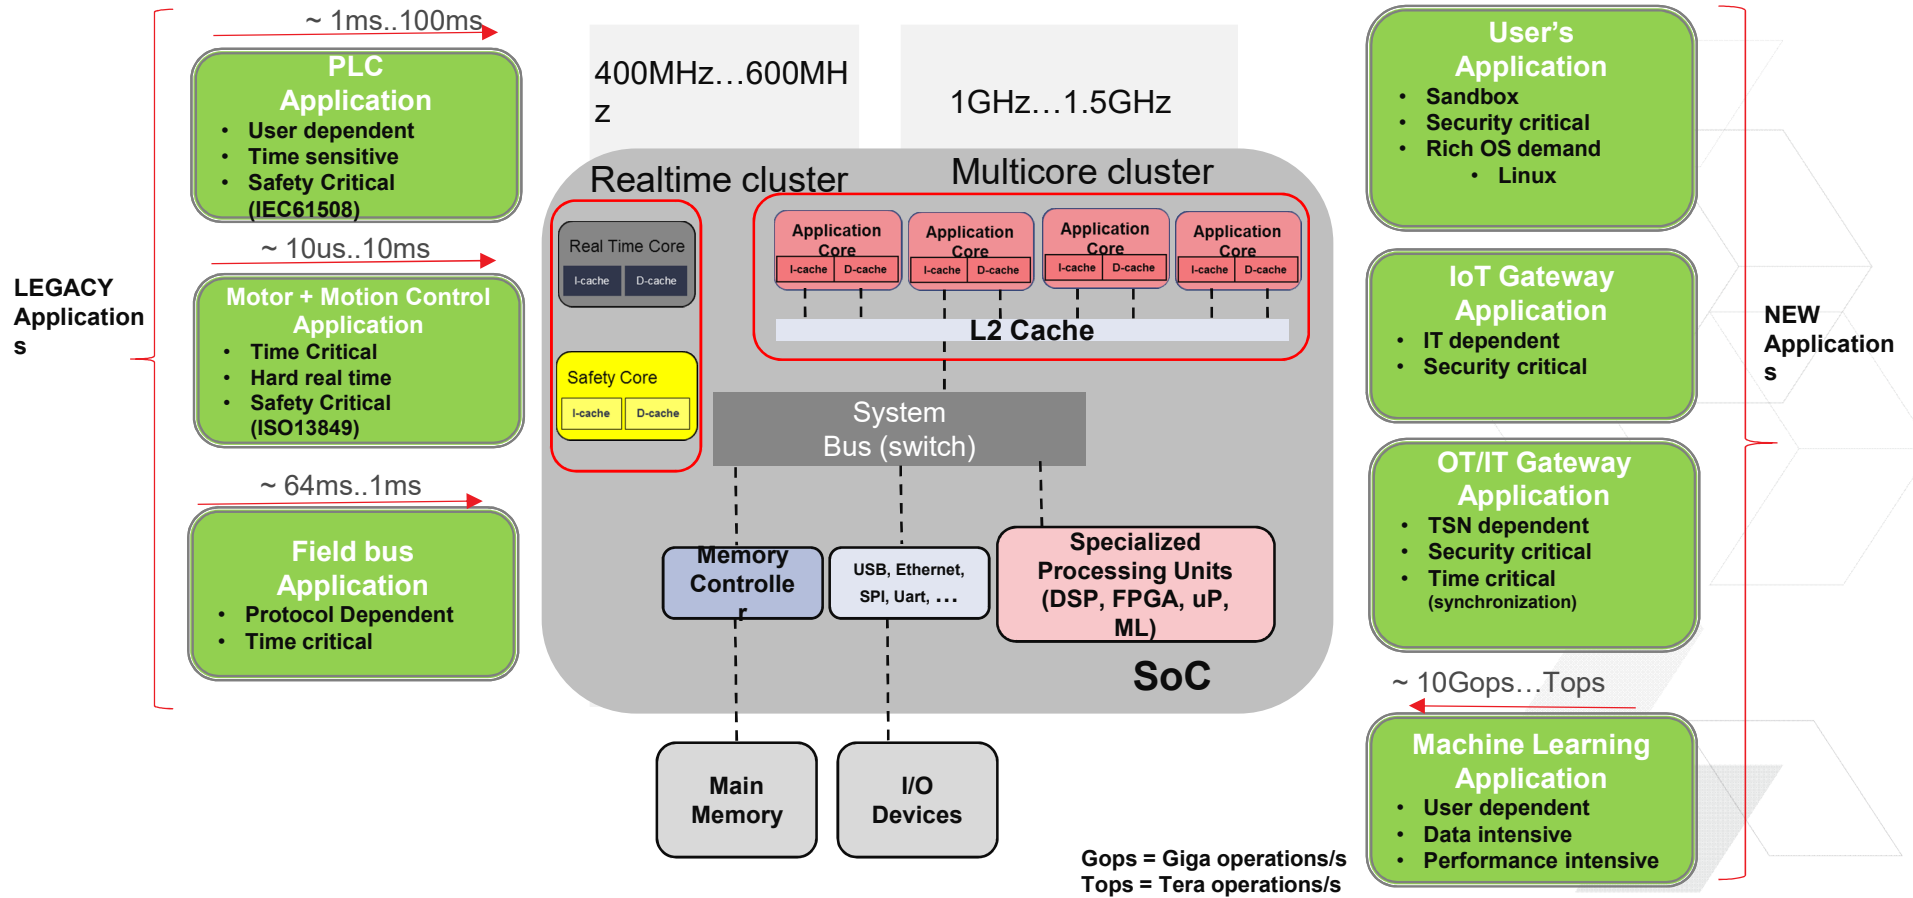 LEGACY
Application
s
~ 1ms..100ms
PLC
Application
• User dependent
• Time sensitive
• Safety Critical
(IEC61508)
~ 10us..10ms
Motor + Motion Control
Application
• Time Critical
• Hard real time
• Safety Critical
(ISO13849)
~ 64ms..1ms
Field bus
Application
• Protocol Dependent
• Time critical
400MHz…600MH
z
1GHz…1.5GHz
Realtime cluster
Multicore cluster
Real Time Core
I-cache
D-cache
Safety Core
I-cache
D-cache
Application
Core
I-cache
D-cache
Application
Core
I-cache
D-cache
Application
Core
I-cache
D-cache
Application
Core
I-cache
D-cache
L2 Cache
System
Bus (switch)
Memory
Controlle
r
USB, Ethernet,
SPI, Uart, …
Specialized
Processing Units
(DSP, FPGA, uP,
ML)
SoC
Main
Memory
I/O
Devices
Gops = Giga operations/s
Tops = Tera operations/s
User’s
Application
• Sandbox
• Security critical
• Rich OS demand
• Linux
IoT Gateway
Application
• IT dependent
• Security critical
OT/IT Gateway
Application
• TSN dependent
• Security critical
• Time critical
(synchronization)
~ 10Gops…Tops
Machine Learning
Application
• User dependent
• Data intensive
• Performance intensive
NEW
Application
s